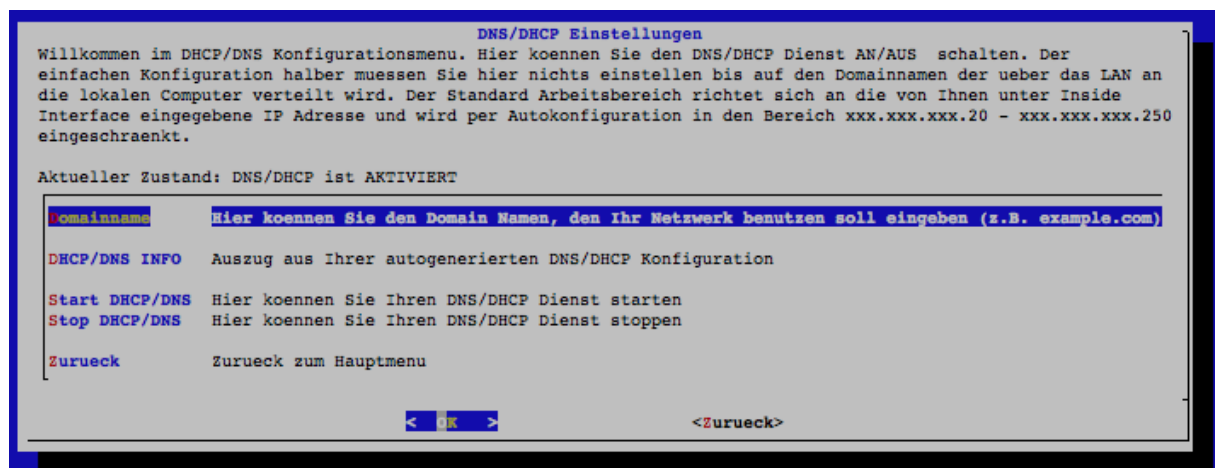 DNS/DHCP Einstellungen
Willkommen im DHCP/DNS Konfigurationsmenu. Hier koennen Sie den DNS/DHCP Dienst AN/AUS  schalten. Der
einfachen Konfiguration halber muessen Sie hier nichts einstellen bis auf den Domainnamen der ueber das LAN an
die lokalen Computer verteilt wird. Der Standard Arbeitsbereich richtet sich an die von Ihnen unter Inside
Interface eingegebene IP Adresse und wird per Autokonfiguration in den Bereich xxx.xxx.xxx.20 - xxx.xxx.xxx.250
eingeschraenkt.
Aktueller Zustand: DNS/DHCP ist AKTIVIERT
Domainname Hier koennen Sie den Domain Namen, den Ihr Netzwerk benutzen soll eingeben (z.B. example.com)
DHCP/DNS INFO Auszug aus Ihrer autogenerierten DNS/DHCP Konfiguration
Start DHCP/DNS Hier koennen Sie Ihren DNS/DHCP Dienst starten
Stop DHCP/DNS Hier koennen Sie Ihren DNS/DHCP Dienst stoppen
Zurueck Zurueck zum Hauptmenu
< OK > <Zurueck>